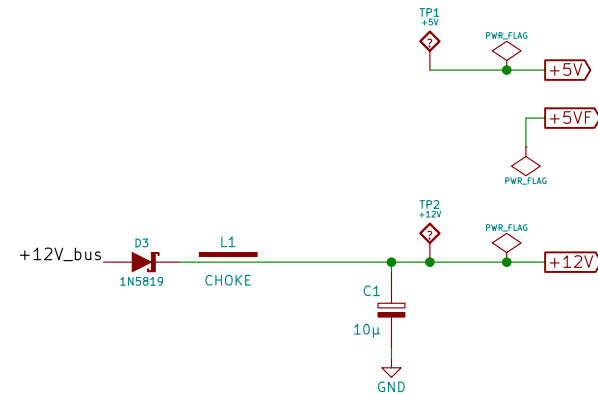 TP1
+5V
?
PWR_FLAG
+5V
+5VF
PWR_FLAG
TP2
+12V
?
PWR_FLAG
+12V
+12V_bus
D3
1N5819
L1
CHOKE
C1
10µ
GND